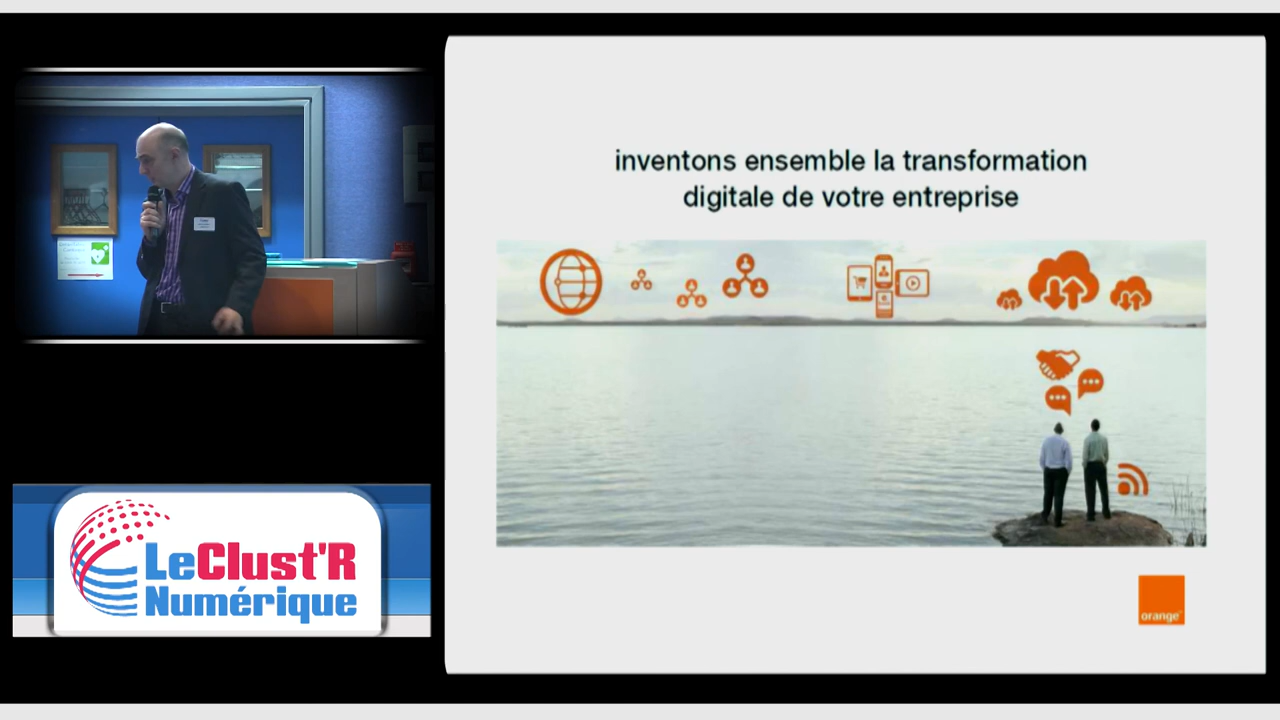 inventons ensemble la transformation
digitale de votre entreprise
orange
LeClust'R
Numérique